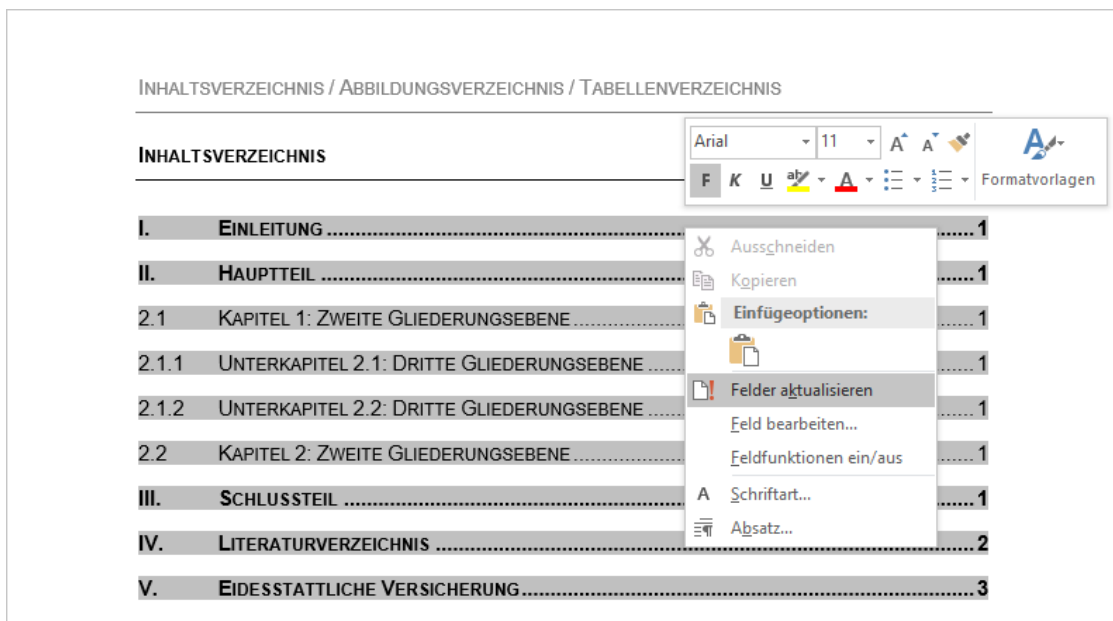 INHALTSVERZEICHNIS / ABBILDUNGSVERZEICHNIS / TABELLENVERZEICHNIS
INHALTSVERZEICHNIS
Arial 11 A A
F K U aby A Formatvorlagen
I. EINLEITUNG 1
II. HAUPTTEIL 1
2.1 KAPITEL 1: ZWEITE GLIEDERUNGSEBENE 1
2.1.1 UNTERKAPITEL 2.1: DRITTE GLIEDERUNGSEBENE 1
2.1.2 UNTERKAPITEL 2.2: DRITTE GLIEDERUNGSEBENE 1
2.2 KAPITEL 2: ZWEITE GLIEDERUNGSEBENE 1
III. SCHLUSSTEIL 1
IV. LITERATURVERZEICHNIS 2
V. EIDESSTATTLICHE VERSICHERUNG 3
Ausschneiden
Kopieren
Einfügeoptionen:
Felder aktualisieren
Feld bearbeiten...
Feldfunktionen ein/aus
A Schriftart...
Absatz...